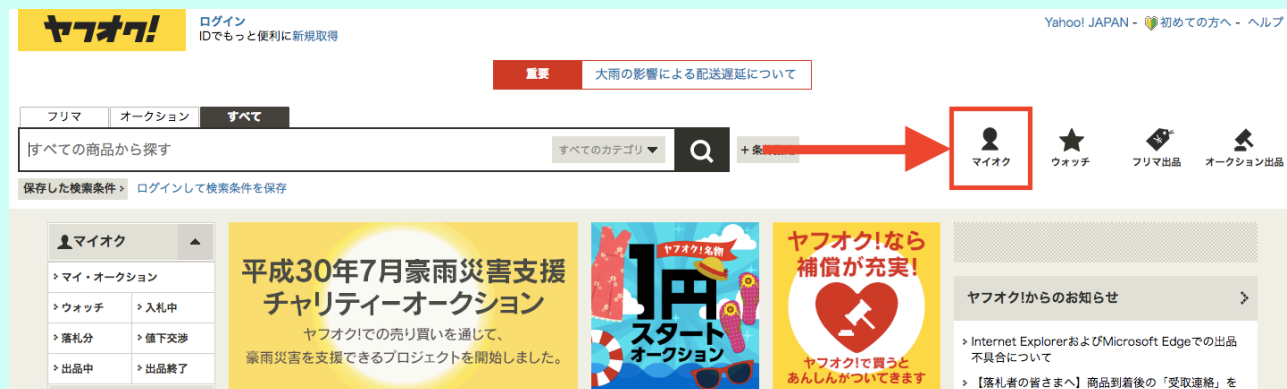 ヤフオク!
ログイン
IDでもっと便利に新規取得
Yahoo! JAPAN - 初めての方へ - ヘルプ
重要 大雨の影響による配送遅延について
フリマ オークション すべて
すべての商品から探す すべてのカテゴリ ▼ +条
マイオク ウォッチ フリマ出品 オークション出品
保存した検索条件 › ログインして検索条件を保存
マイオク
› マイ・オークション
› ウォッチ › 入札中
› 落札分 › 値下交渉
› 出品中 › 出品終了
平成30年7月豪雨災害支援
チャリティーオークション
ヤフオク!での売り買いを通じて、
豪雨災害を支援できるプロジェクトを開始しました。
ヤフオク!名物
1円
スタート
オークション
ヤフオク!なら
補償が充実!
ヤフオク!で買うと
あんしんがついてきます
ヤフオク!からのお知らせ
› Internet ExplorerおよびMicrosoft Edgeでの出品
不具合について
› 【落札者の皆さまへ】商品到着後の「受取連絡」を